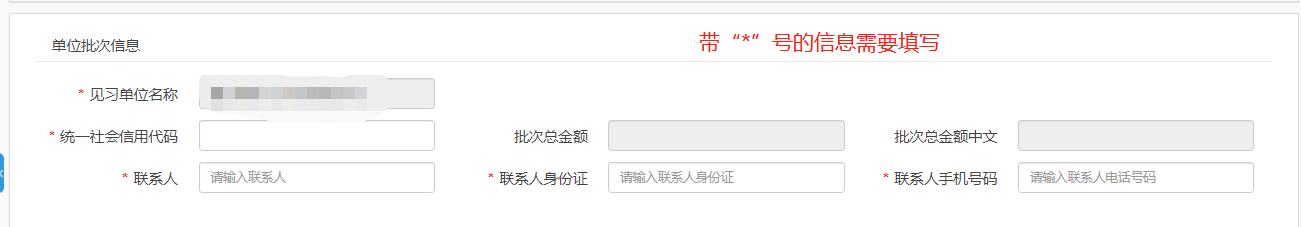 单位批次信息
带“*”号的信息需要填写
* 见习单位名称
* 统一社会信用代码
批次总金额
批次总金额中文
* 联系人
请输入联系人
* 联系人身份证
请输入联系人身份证
* 联系人手机号码
请输入联系人电话号码